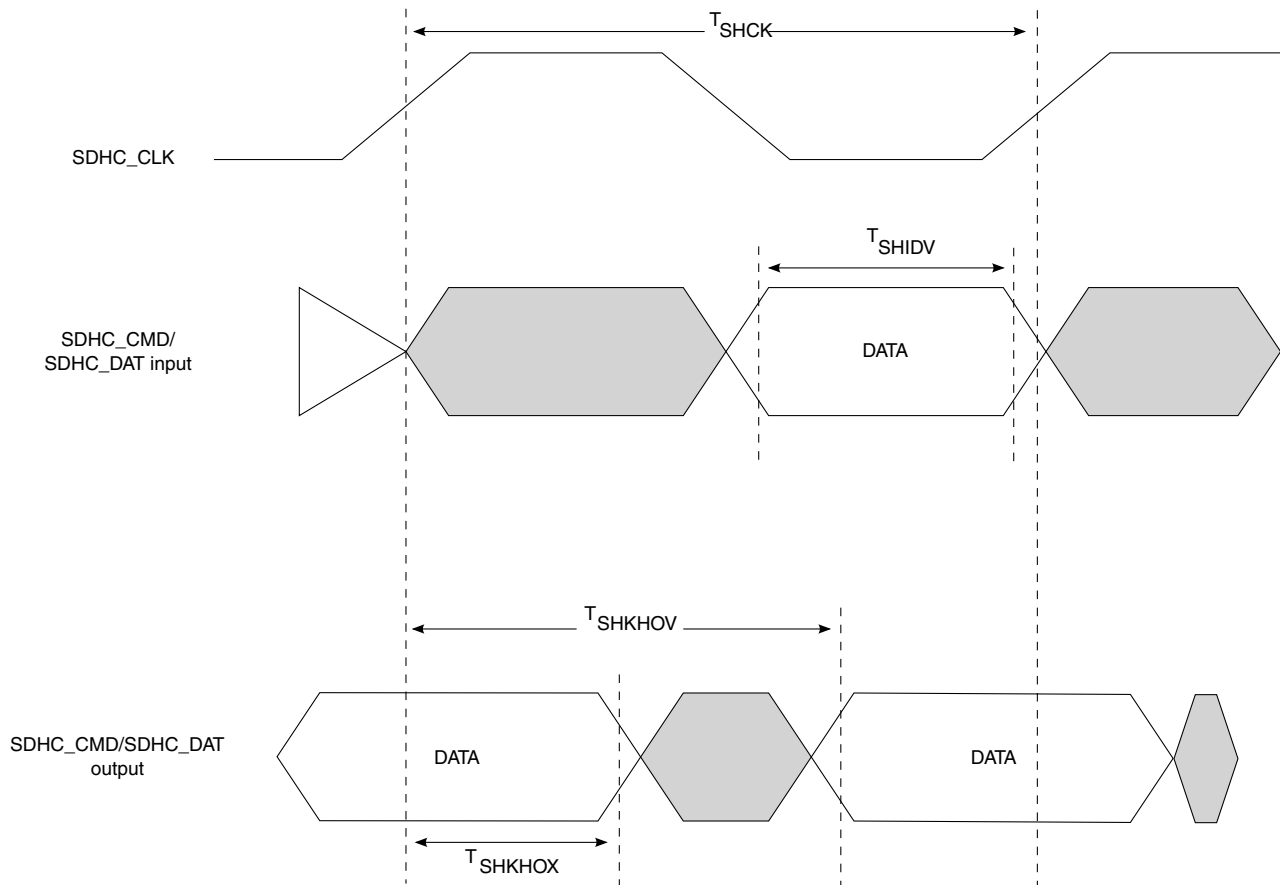 TSHCK
SDHC_CLK
TSHIDV
SDHC_CMD/
SDHC_DAT input
DATA
TSHKHOV
SDHC_CMD/SDHC_DAT
output
DATA
DATA
TSHKHOX